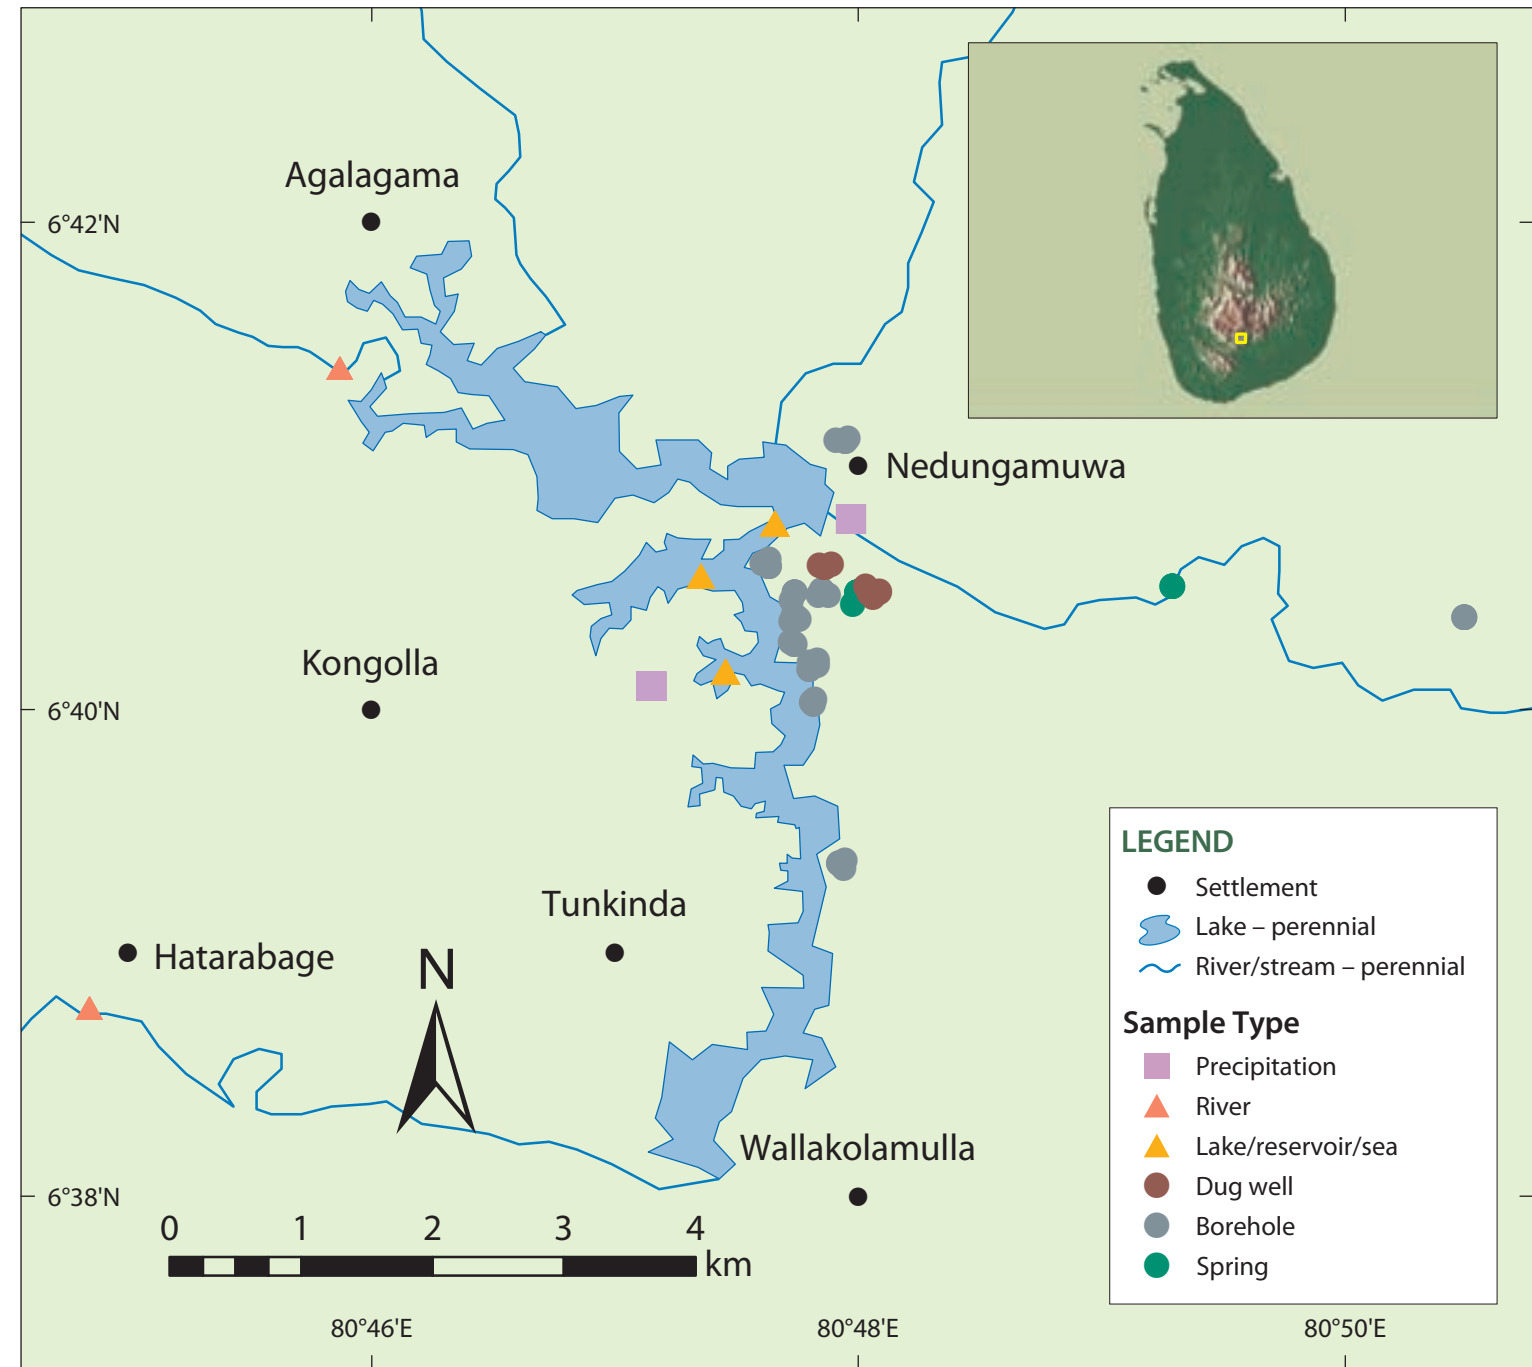 Agalagama
6°42'N
Nedungamuwa
Kongolla
6°40'N
Tunkinda
Hatarabage
N
Wallakolamulla
6°38'N
0 1 2 3 4
km
80°46'E 80°48'E 80°50'E
LEGEND
Settlement
Lake – perennial
River/stream – perennial
Sample Type
Precipitation
River
Lake/reservoir/sea
Dug well
Borehole
Spring